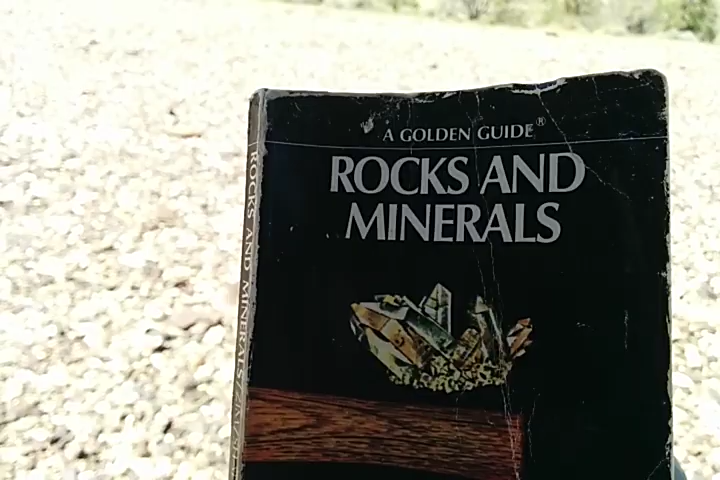 A GOLDEN GUIDE®
ROCKS AND
MINERALS
ROCKS AND MINERALS